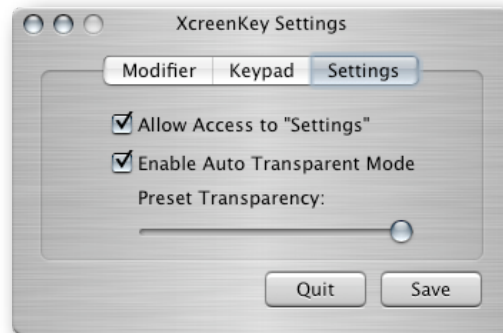 XcreenKey Settings
Modifier Keypad Settings
Allow Access to "Settings"
Enable Auto Transparent Mode
Preset Transparency:
Quit Save